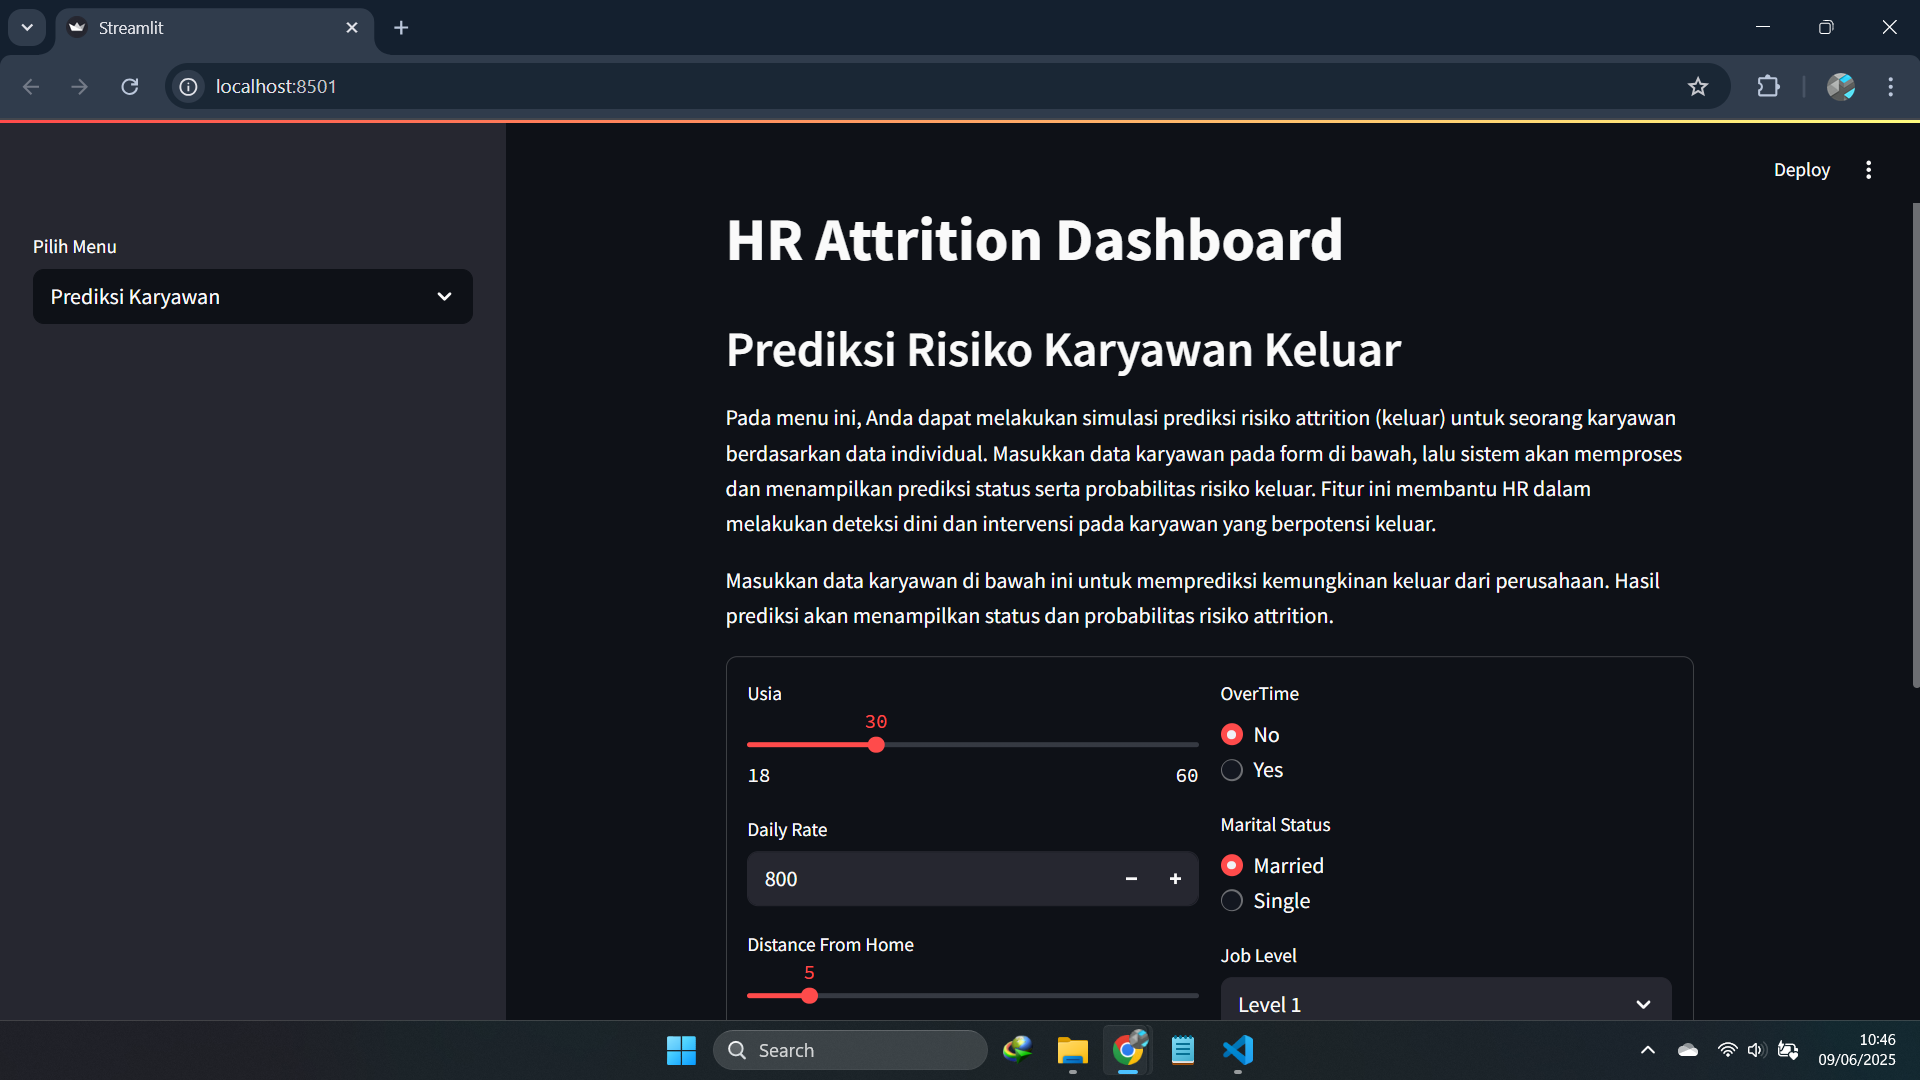 Streamlit
localhost:8501
Deploy
Pilih Menu
Prediksi Karyawan
HR Attrition Dashboard
Prediksi Risiko Karyawan Keluar
Pada menu ini, Anda dapat melakukan simulasi prediksi risiko attrition (keluar) untuk seorang karyawan
berdasarkan data individual. Masukkan data karyawan pada form di bawah, lalu sistem akan memproses
dan menampilkan prediksi status serta probabilitas risiko keluar. Fitur ini membantu HR dalam
melakukan deteksi dini dan intervensi pada karyawan yang berpotensi keluar.
Masukkan data karyawan di bawah ini untuk memprediksi kemungkinan keluar dari perusahaan. Hasil
prediksi akan menampilkan status dan probabilitas risiko attrition.
Usia
30
18 60
Daily Rate
800
Distance From Home
5
OverTime
No
Yes
Marital Status
Married
Single
Job Level
Level 1
Search
10:46
09/06/2025